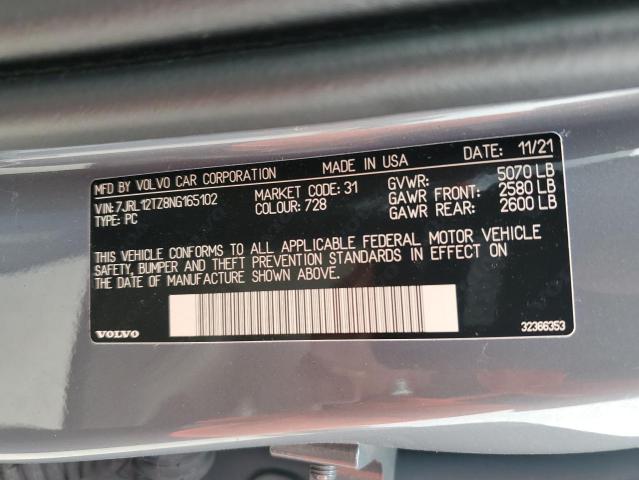 MFD BY VOLVO CAR CORPORATION MADE IN USA DATE: 11/21
VIN: 7JRL12TZ8NG165102 MARKET CODE: 31 GVWR: 5070 LB
TYPE: PC COLOUR: 728 GAWR FRONT: 2580 LB
GAWR REAR: 2600 LB
THIS VEHICLE CONFORMS TO ALL APPLICABLE FEDERAL MOTOR VEHICLE
SAFETY, BUMPER AND THEFT PREVENTION STANDARDS IN EFFECT ON
THE DATE OF MANUFACTURE SHOWN ABOVE.
VOLVO 32366353